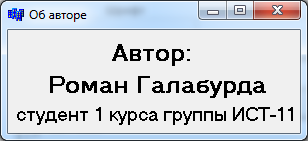 Об авторе
Автор:
Роман Галабурда
студент 1 курса группы ИСТ-11